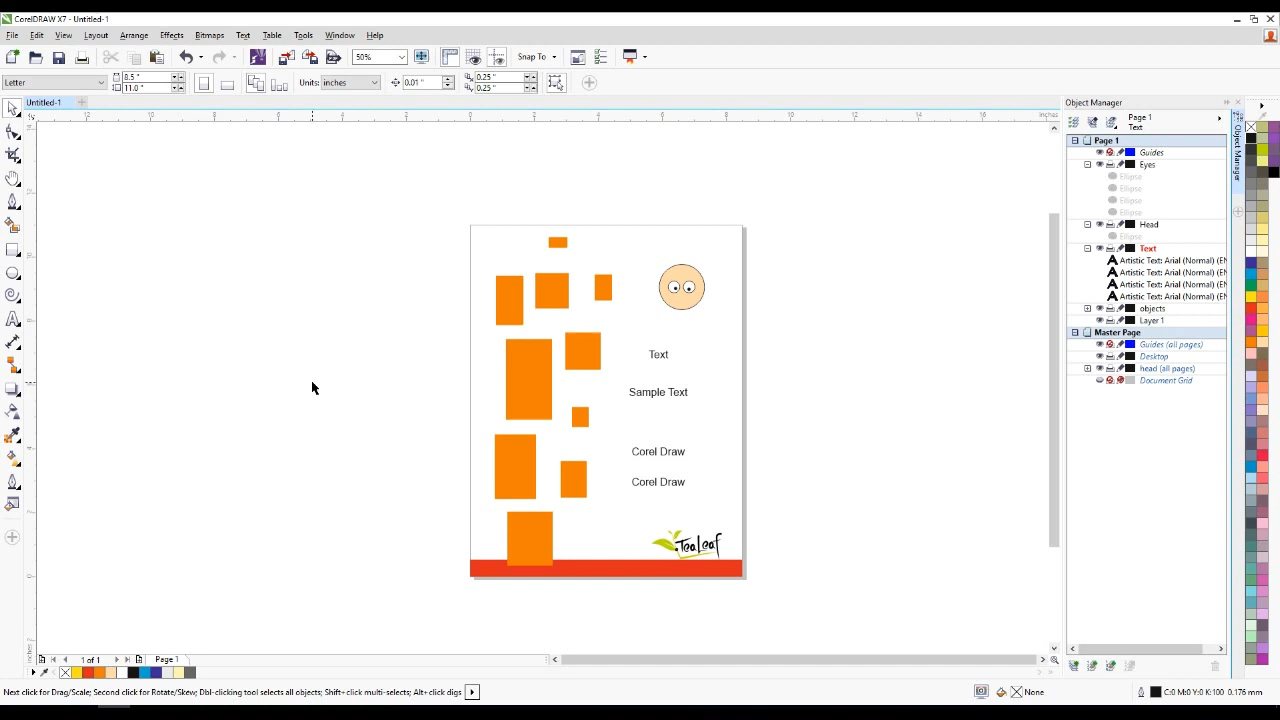 CorelDRAW X7 - Untitled-1
File Edit View Layout Arrange Effects Bitmaps Text Table Tools Window Help
50% Snap To
Letter 8.5 " 11.0 " Units: inches 0.01 " 0.25 " 0.25 "
Untitled-1
inches
Text
Sample Text
Corel Draw
Corel Draw
TeaLeaf
Object Manager
Page 1
Text
Page 1
Guides
Eyes
Ellipse
Ellipse
Ellipse
Ellipse
Head
Ellipse
Text
Artistic Text: Arial (Normal) (EN
Artistic Text: Arial (Normal) (EN
Artistic Text: Arial (Normal) (EN
Artistic Text: Arial (Normal) (EN
objects
Layer 1
Master Page
Guides (all pages)
Desktop
head (all pages)
Document Grid
Object Manager
1 of 1 Page 1
Next click for Drag/Scale; Second click for Rotate/Skew; Dbl-clicking tool selects all objects; Shift+click multi-selects; Alt+click digs
None C:0 M:0 Y:0 K:100 0.176 mm